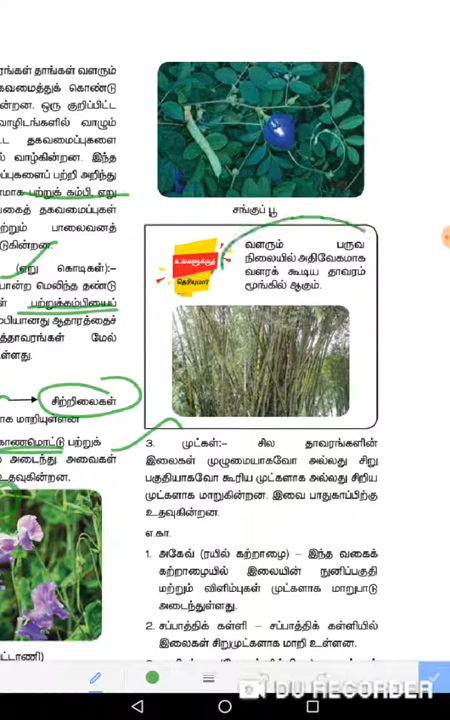 ரங்கள் தாங்கள் வளரும்
கவமைத்துக் கொண்டு
ன்றன. ஒரு குறிப்பிட்ட
வாழிடங்களில் வாழும்
ட்ட தகவமைப்புகளை
ல் வாழ்கின்றன. இந்த
ப்புகளைப் பற்றி அறிந்து
மாக பற்றுக் கம்பி, ஏறு
வகைத் தகவமைப்புகள்
ற்றும் பாலைவனத்
டுகின்றன.
(ஏறு கொடிகள்):-
போன்ற மெலிந்த தண்டு
ள் பற்றுக்கம்பியைப்
ம்பியானது ஆதாரத்தைச்
த்தாவரங்கள் மேல்
ள்ளது.
சிற்றிலைகள்
ாக மாறியுள்ளன
காணமொட்டு பற்றுக்
அடைந்து அவைகள்
உதவுகின்றன.
ட்டாணி)
சங்குப் பூ
உங்களுக்குத்
தெரியுமா?
வளரும் பருவ
நிலையில் அதிவேகமாக
வளரக் கூடிய தாவரம்
மூங்கில் ஆகும்.
3. முட்கள்:- சில தாவரங்களின்
இலைகள் முழுமையாகவோ அல்லது சிறு
பகுதியாகவோ கூரிய முட்களாக அல்லது சிறிய
முட்களாக மாறுகின்றன. இவை பாதுகாப்பிற்கு
உதவுகின்றன.
எ.கா.
1. அகேவ் (ரயில் கற்றாழை) – இந்த வகைக்
கற்றாழையில் இலையின் நுனிப்பகுதி
மற்றும் விளிம்புகள் முட்களாக மாறுபாடு
அடைந்துள்ளது.
2. சப்பாத்திக் கள்ளி – சப்பாத்திக் கள்ளியில்
இலைகள் சிறுமுட்களாக மாறி உள்ளன.
DU RECORDER